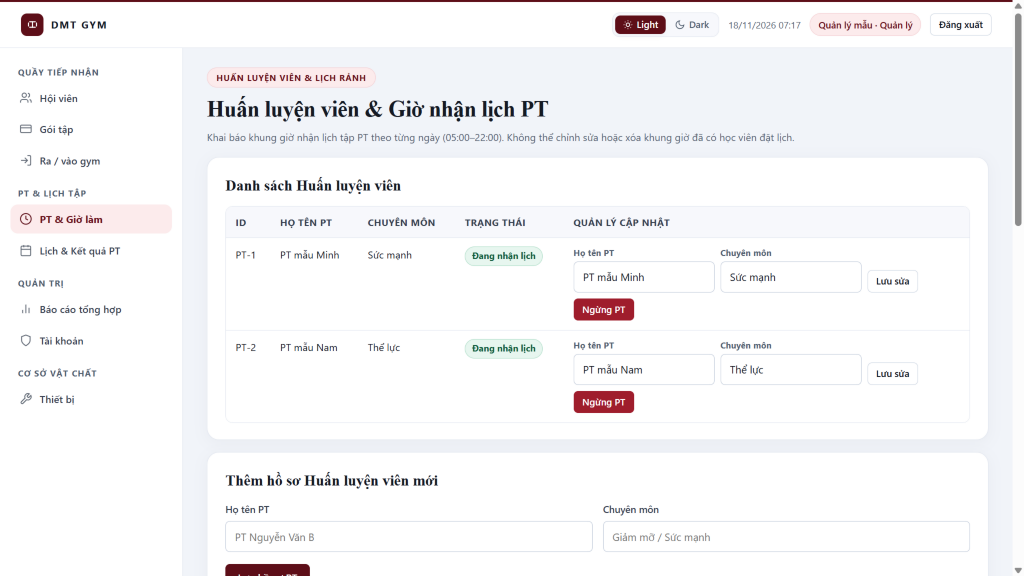 DMT GYM
Light
Dark
18/11/2026 07:17
Quản lý mẫu · Quản lý
Đăng xuất
QUẦY TIẾP NHẬN
Hội viên
Gói tập
Ra / vào gym
PT & LỊCH TẬP
PT & Giờ làm
Lịch & Kết quả PT
QUẢN TRỊ
Báo cáo tổng hợp
Tài khoản
CƠ SỞ VẬT CHẤT
Thiết bị
HUẤN LUYỆN VIÊN & LỊCH RẢNH
Huấn luyện viên & Giờ nhận lịch PT
Khai báo khung giờ nhận lịch tập PT theo từng ngày (05:00–22:00). Không thể chỉnh sửa hoặc xóa khung giờ đã có học viên đặt lịch.
Danh sách Huấn luyện viên
ID HỌ TÊN PT CHUYÊN MÔN TRẠNG THÁI QUẢN LÝ CẬP NHẬT
PT-1 PT mẫu Minh Sức mạnh Đang nhận lịch
Họ tên PT Chuyên môn
PT mẫu Minh Sức mạnh Lưu sửa
Ngừng PT
PT-2 PT mẫu Nam Thể lực Đang nhận lịch
Họ tên PT Chuyên môn
PT mẫu Nam Thể lực Lưu sửa
Ngừng PT
Thêm hồ sơ Huấn luyện viên mới
Họ tên PT Chuyên môn
PT Nguyễn Văn B Giảm mỡ / Sức mạnh